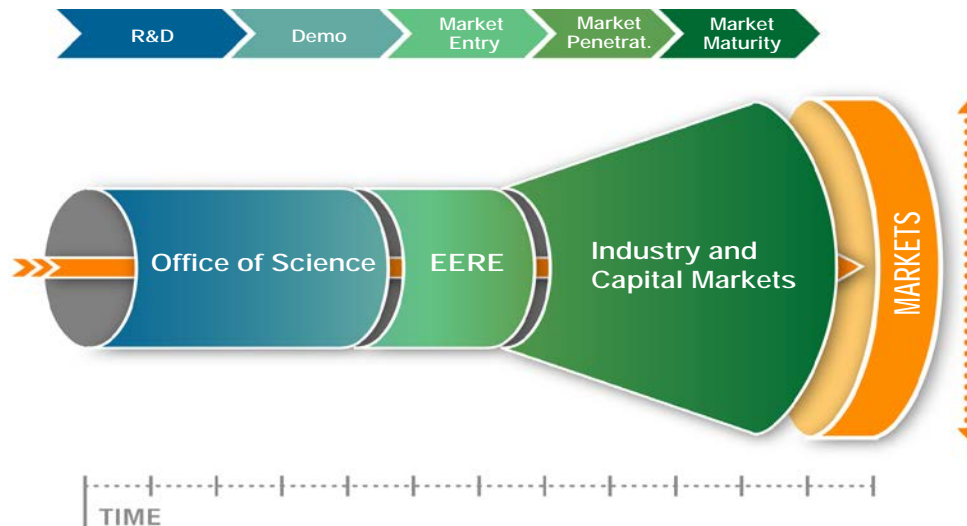 R&D
Demo
Market
Entry
Market
Penetrat.
Market
Maturity
Office of Science
EERE
Industry and
Capital Markets
MARKETS
TIME